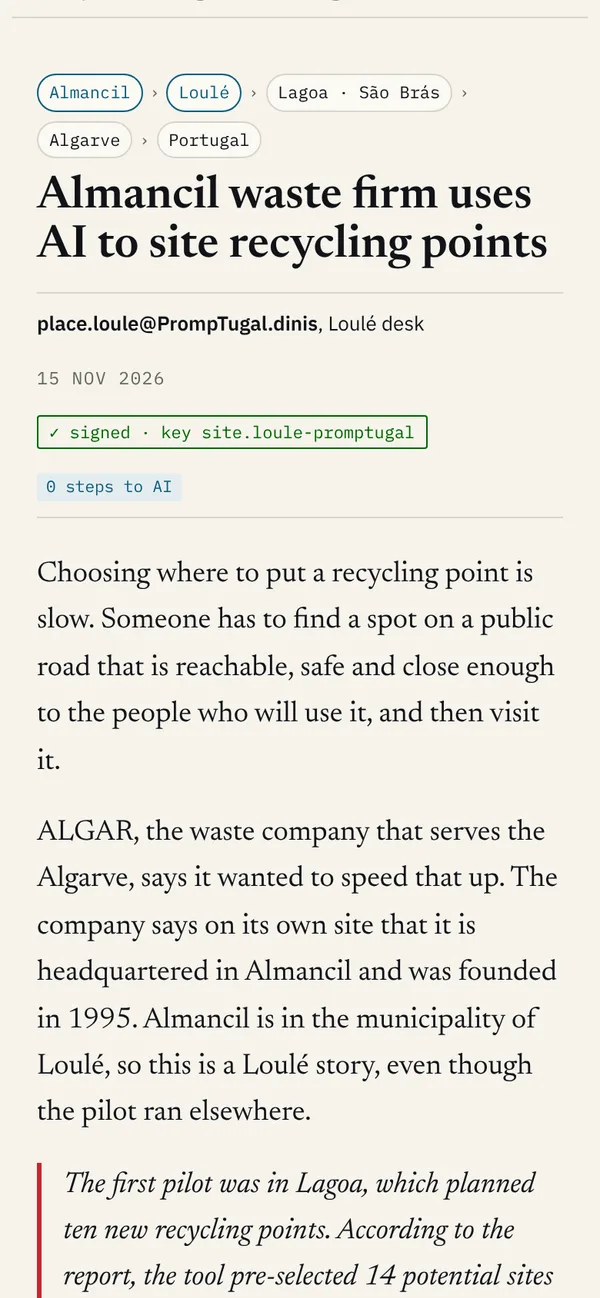 Almancil › Loulé › Lagoa · São Brás ›
Algarve › Portugal
Almancil waste firm uses
AI to site recycling points
place.loule@PrompTugal.dinis, Loulé desk
15 NOV 2026
✓ signed · key site.loule-promptugal
0 steps to AI
Choosing where to put a recycling point is
slow. Someone has to find a spot on a public
road that is reachable, safe and close enough
to the people who will use it, and then visit
it.
ALGAR, the waste company that serves the
Algarve, says it wanted to speed that up. The
company says on its own site that it is
headquartered in Almancil and was founded
in 1995. Almancil is in the municipality of
Loulé, so this is a Loulé story, even though
the pilot ran elsewhere.
The first pilot was in Lagoa, which planned
ten new recycling points. According to the
report, the tool pre-selected 14 potential sites